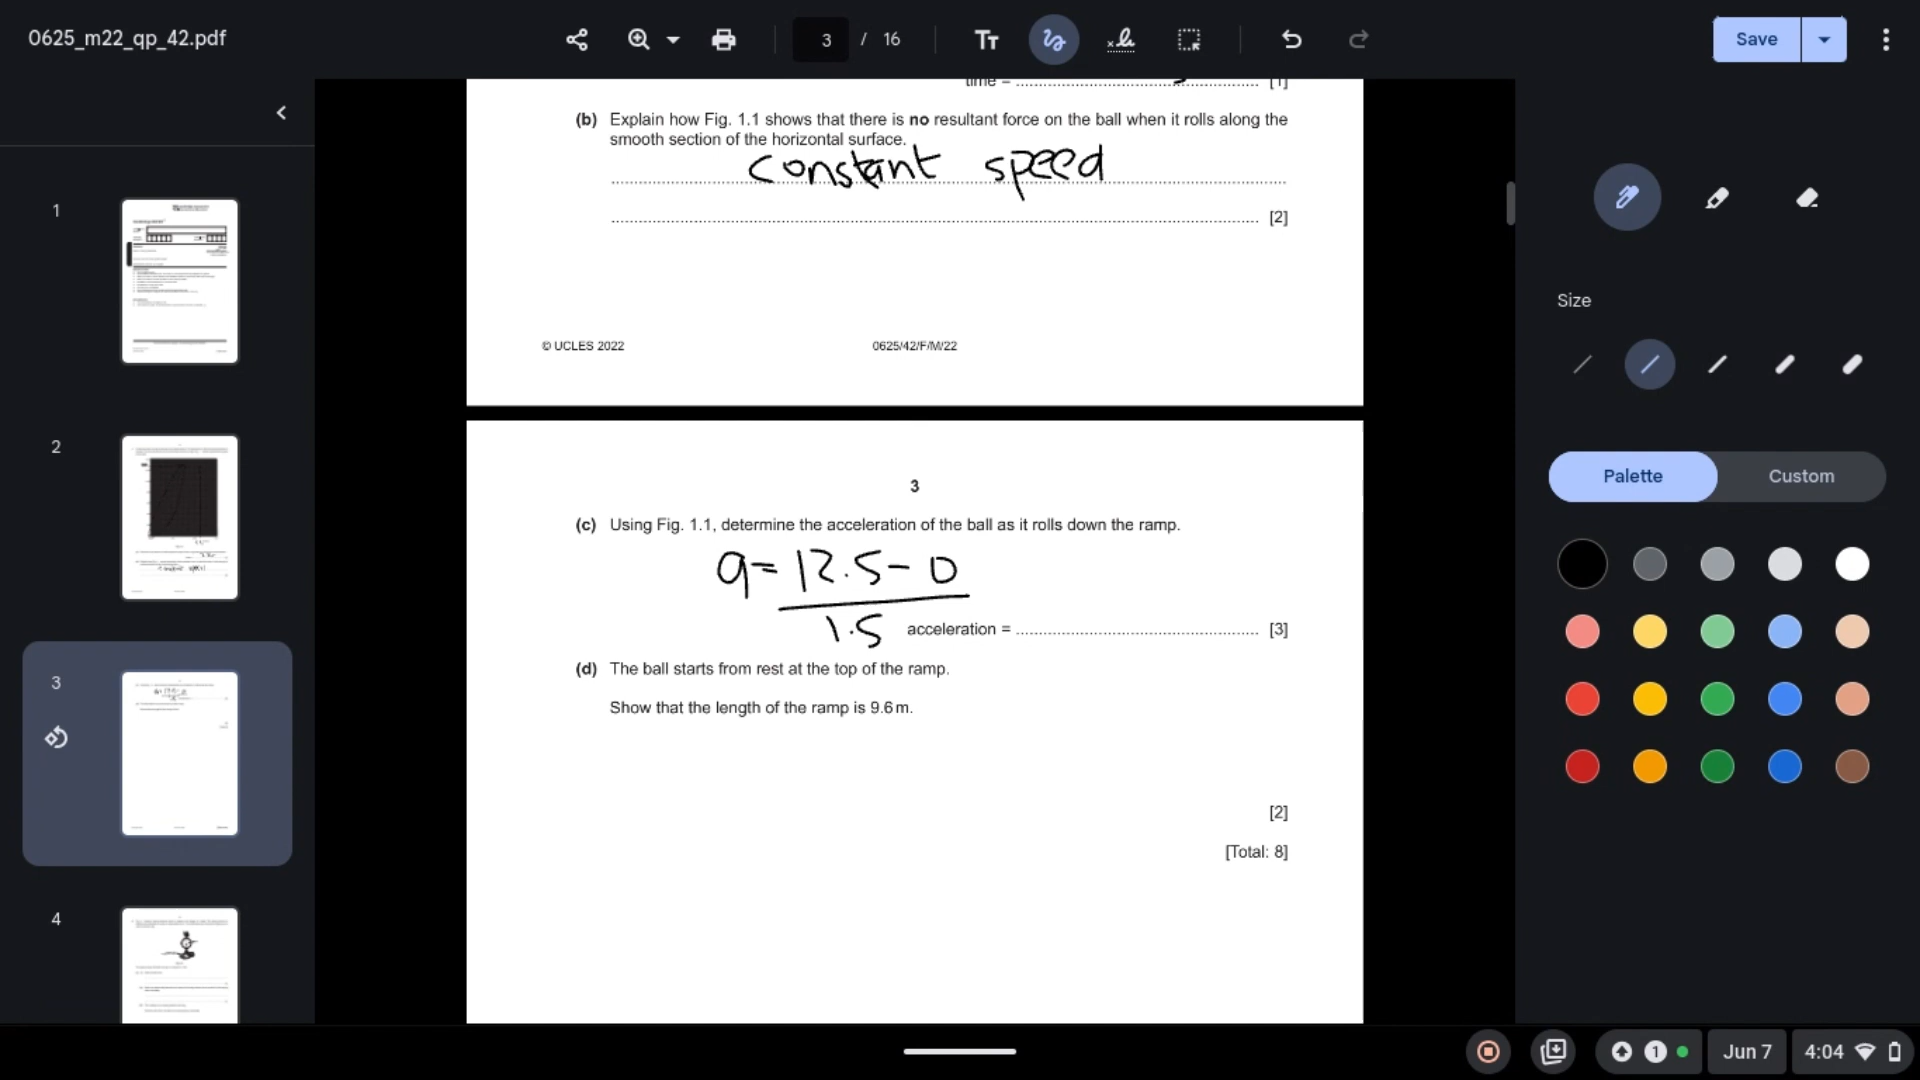 0625_m22_qp_42.pdf
3 / 16
Tт
Save
time = [1]
(b) Explain how Fig. 1.1 shows that there is no resultant force on the ball when it rolls along the
smooth section of the horizontal surface.
constant speed
[2]
© UCLES 2022
0625/42/F/M/22
3
(c) Using Fig. 1.1, determine the acceleration of the ball as it rolls down the ramp.
a = 12.5 - 0
1.5
acceleration = [3]
(d) The ball starts from rest at the top of the ramp.
Show that the length of the ramp is 9.6 m.
[2]
[Total: 8]
1
2
3
4
Size
Palette
Custom
1
Jun 7
4:04